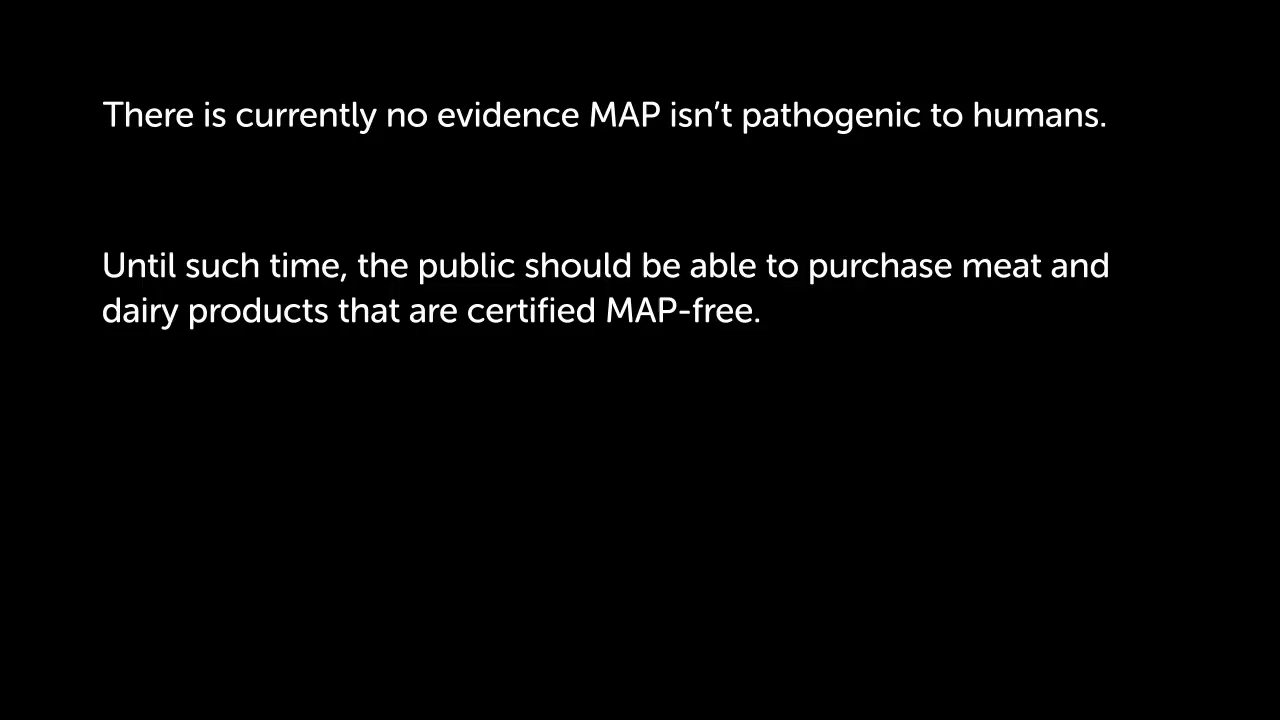 There is currently no evidence MAP isn’t pathogenic to humans.
Until such time, the public should be able to purchase meat and
dairy products that are certified MAP-free.